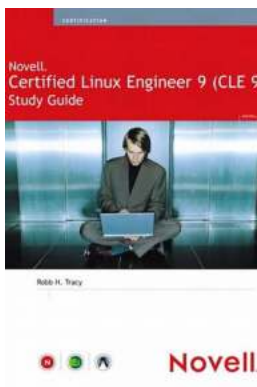 CERTIFICATION
Novell.
Certified Linux Engineer 9 (CLE 9
Study Guide
Robb H. Tracy
N
Novell